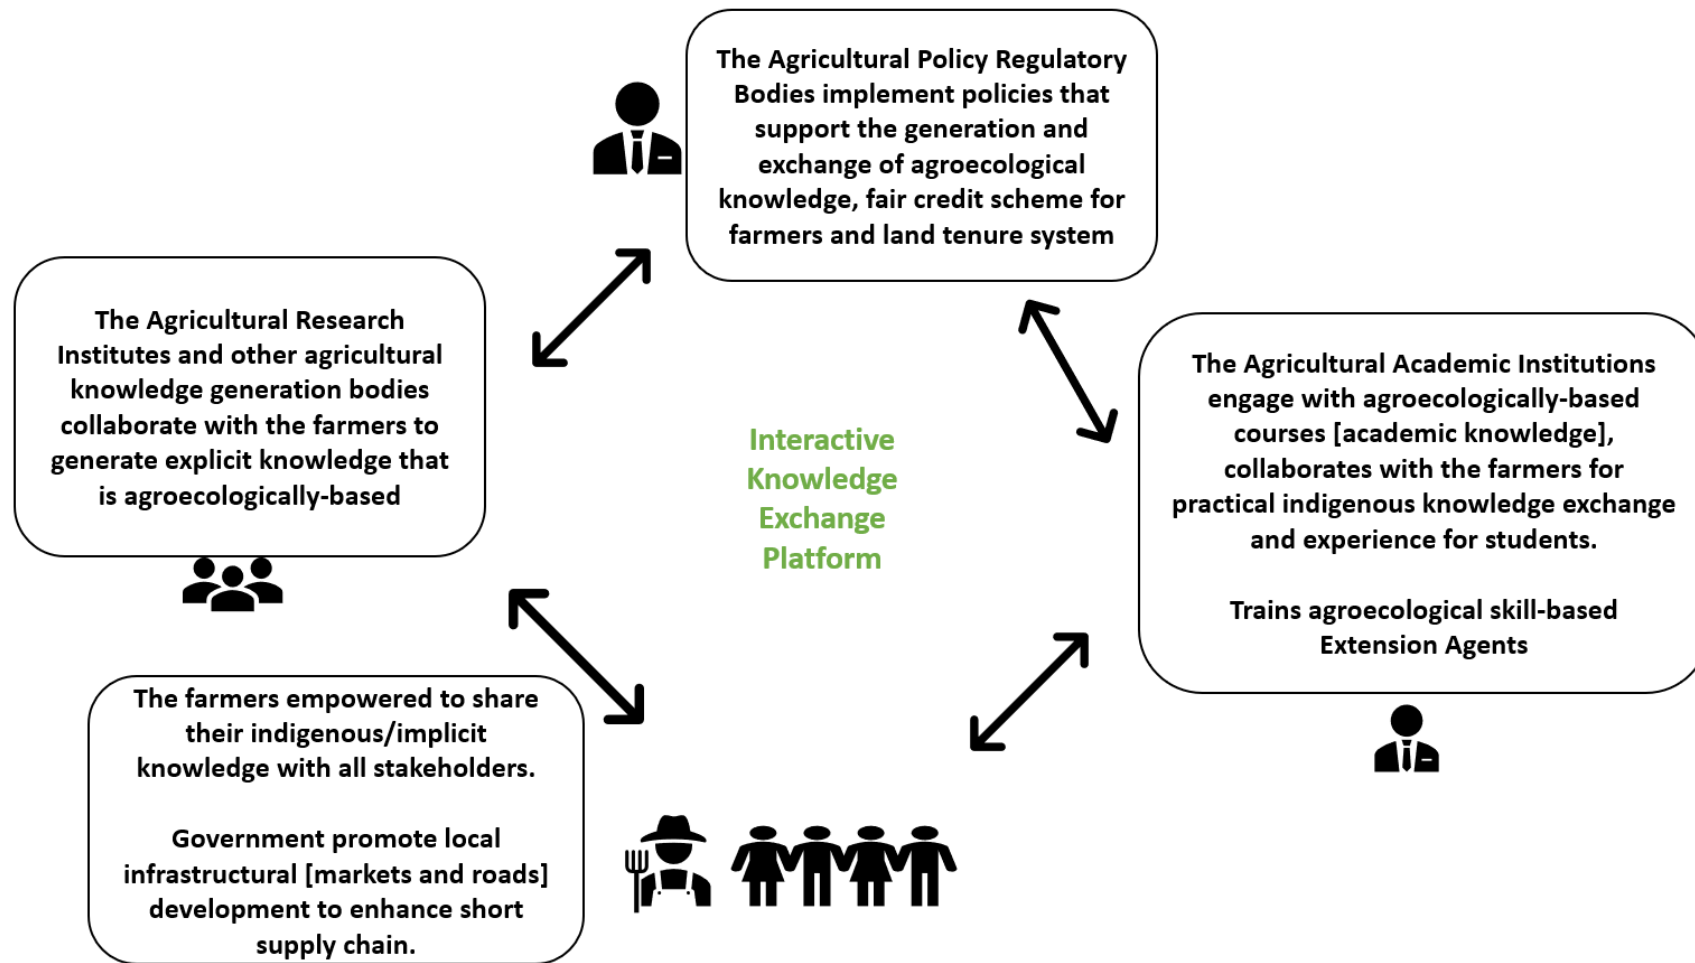 The Agricultural Policy Regulatory
Bodies implement policies that
support the generation and
exchange of agroecological
knowledge, fair credit scheme for
farmers and land tenure system
The Agricultural Research
Institutes and other agricultural
knowledge generation bodies
collaborate with the farmers to
generate explicit knowledge that
is agroecologically-based
Interactive
Knowledge
Exchange
Platform
The Agricultural Academic Institutions
engage with agroecologically-based
courses [academic knowledge],
collaborates with the farmers for
practical indigenous knowledge exchange
and experience for students.
Trains agroecological skill-based
Extension Agents
The farmers empowered to share
their indigenous/implicit
knowledge with all stakeholders.
Government promote local
infrastructural [markets and roads]
development to enhance short
supply chain.